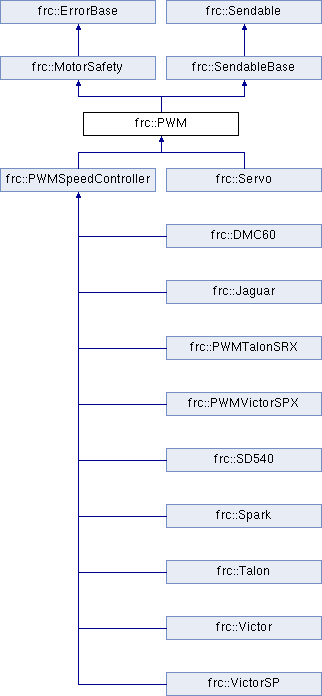 frc::ErrorBase
frc::Sendable
frc::MotorSafety
frc::SendableBase
frc::PWM
frc::PWMSpeedController
frc::Servo
frc::DMC60
frc::Jaguar
frc::PWMTalonSRX
frc::PWMVictorSPX
frc::SD540
frc::Spark
frc::Talon
frc::Victor
frc::VictorSP